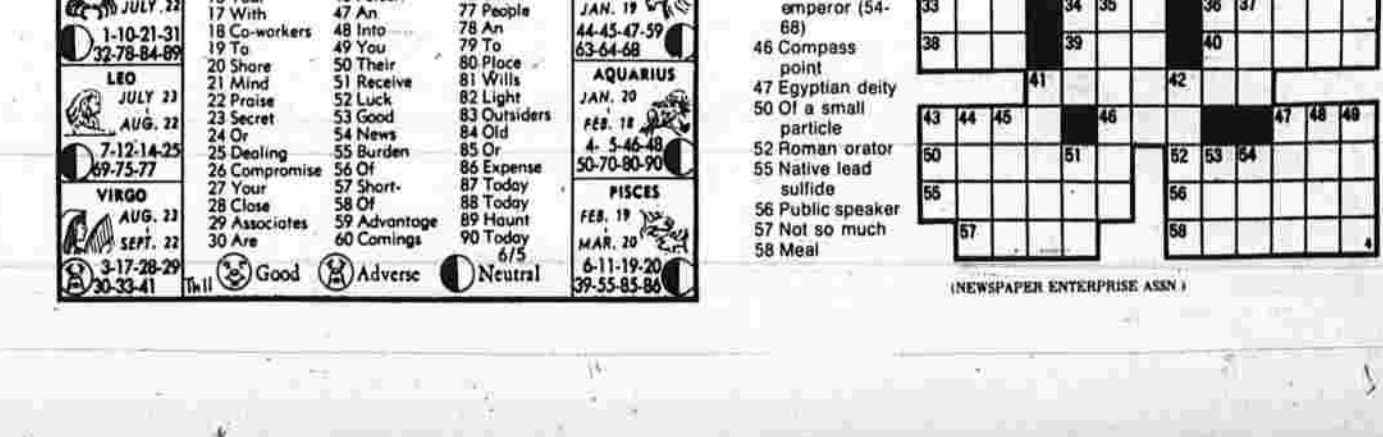 JULY 22
1-10-21-31
32-78-84-89
LEO
JULY 23
AUG. 22
7-12-14-25
69-75-77
VIRGO
AUG. 23
SEPT. 22
3-17-28-29
30-33-41
17 With
18 Co-workers
19 To
20 Share
21 Mind
22 Praise
23 Secret
24 Or
25 Dealing
26 Compromise
27 Your
28 Close
29 Associates
30 Are
47 An
48 Into
49 You
50 Their
51 Receive
52 Luck
53 Good
54 News
55 Burden
56 Of
57 Short-
58 Of
59 Advantage
60 Comings
77 People
78 An
79 To
80 Place
81 Wills
82 Light
83 Outsiders
84 Old
85 Or
86 Expense
87 Today
88 Today
89 Haunt
90 Today
6/5
Good
Adverse
Neutral
JAN. 19
44-45-47-59
63-64-68
AQUARIUS
JAN. 20
FEB. 18
4- 5-46-48
50-70-80-90
PISCES
FEB. 19
MAR. 20
6-11-19-20
39-55-85-86
emperor (54-
68)
46 Compass
point
47 Egyptian deity
50 Of a small
particle
52 Roman orator
55 Native lead
sulfide
56 Public speaker
57 Not so much
58 Meal
33 34 35 36 37
38 39 40
41 42
43 44 45 46 47 48 49
50 51 52 53 54
55 56
57 58
4
(NEWSPAPER ENTERPRISE ASSN.)